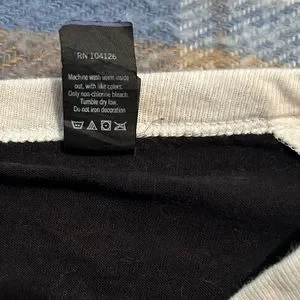 RN 104126
Machine wash warm inside
out, with like colors.
Only non-chlorine bleach.
Tumble dry low.
Do not iron decoration